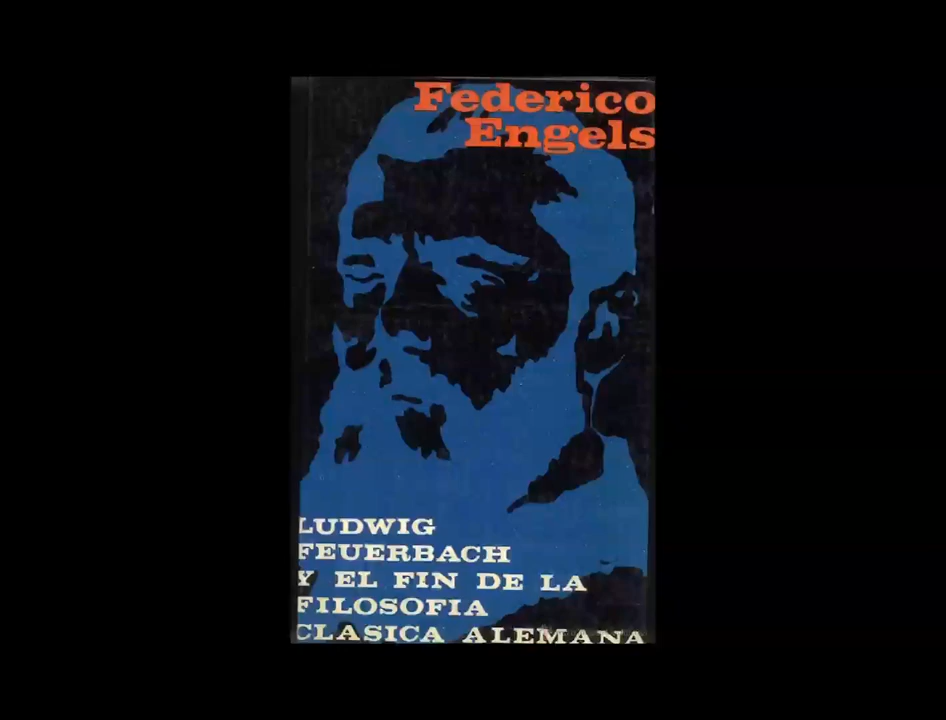 Federico
Engels
LUDWIG
FEUERBACH
Y EL FIN DE LA
FILOSOFIA
CLASICA ALEMANA